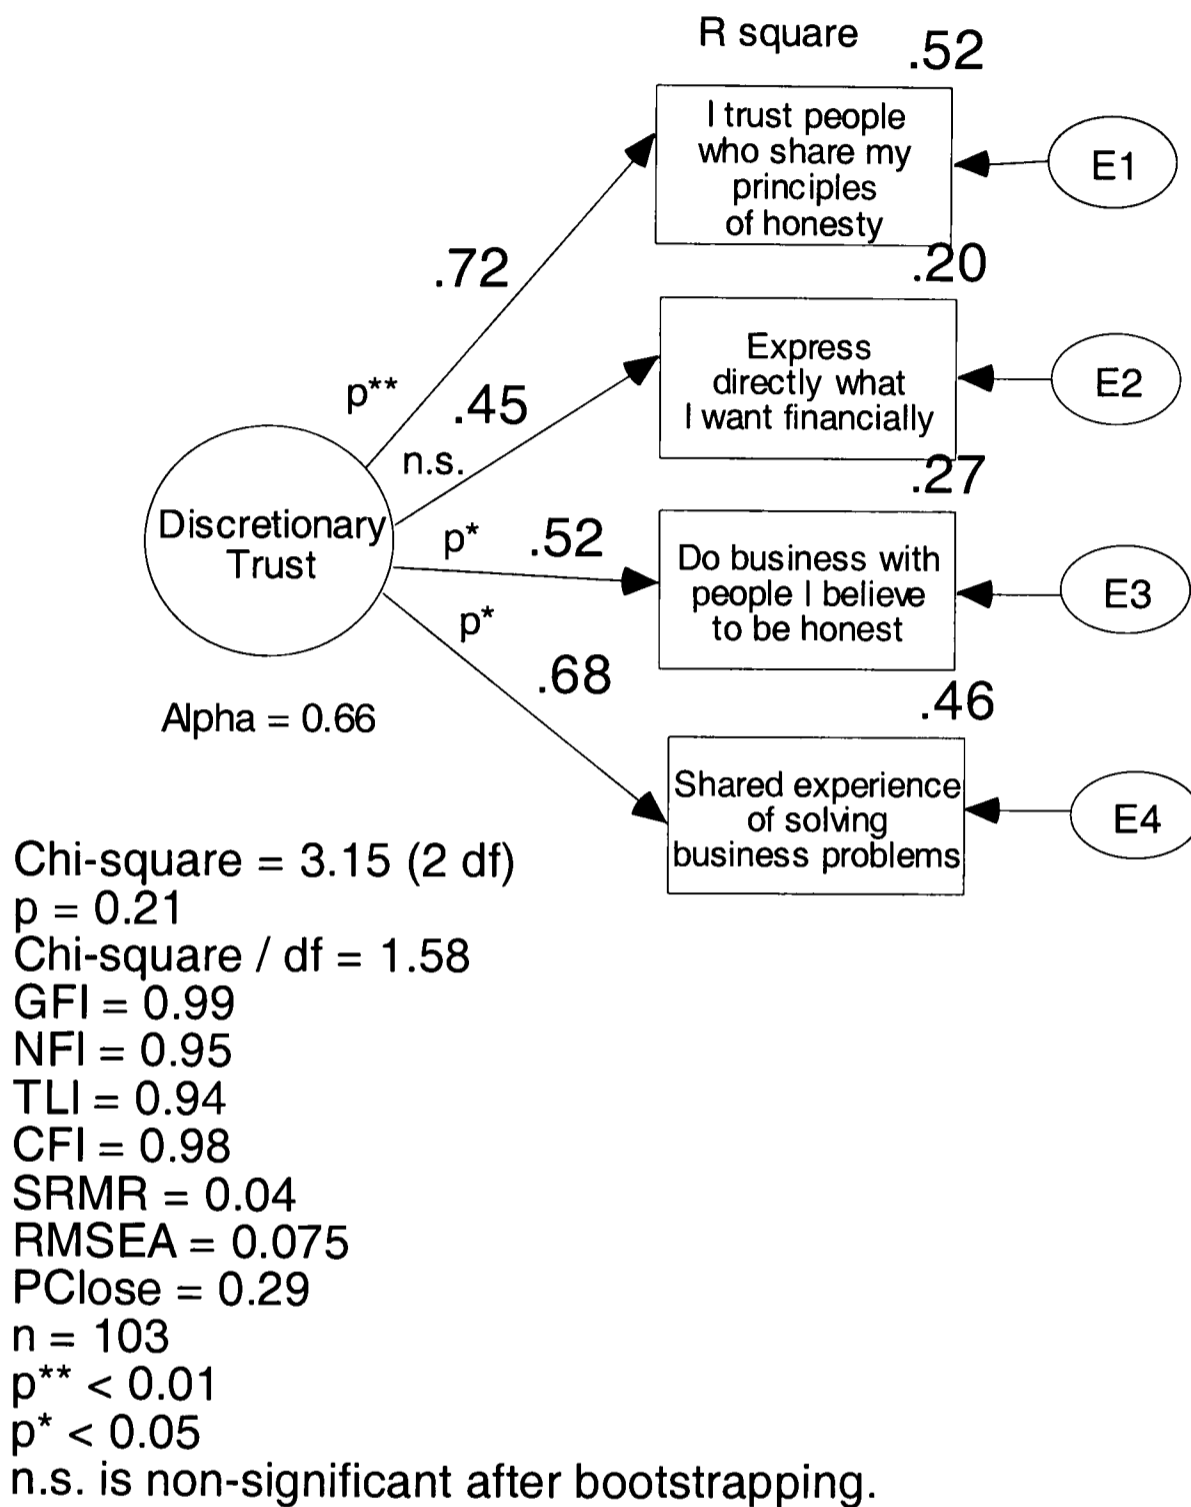 R square .52
I trust people
who share my
principles
of honesty
E1
.72
.20
p**
Express
directly what
I want financially
E2
.45
n.s.
.27
Discretionary
Trust
p* .52
Do business with
people I believe
to be honest
E3
p*
.68
.46
Alpha = 0.66
Shared experience
of solving
business problems
E4
Chi-square = 3.15 (2 df)
p = 0.21
Chi-square / df = 1.58
GFI = 0.99
NFI = 0.95
TLI = 0.94
CFI = 0.98
SRMR = 0.04
RMSEA = 0.075
PClose = 0.29
n = 103
p** < 0.01
p* < 0.05
n.s. is non-significant after bootstrapping.